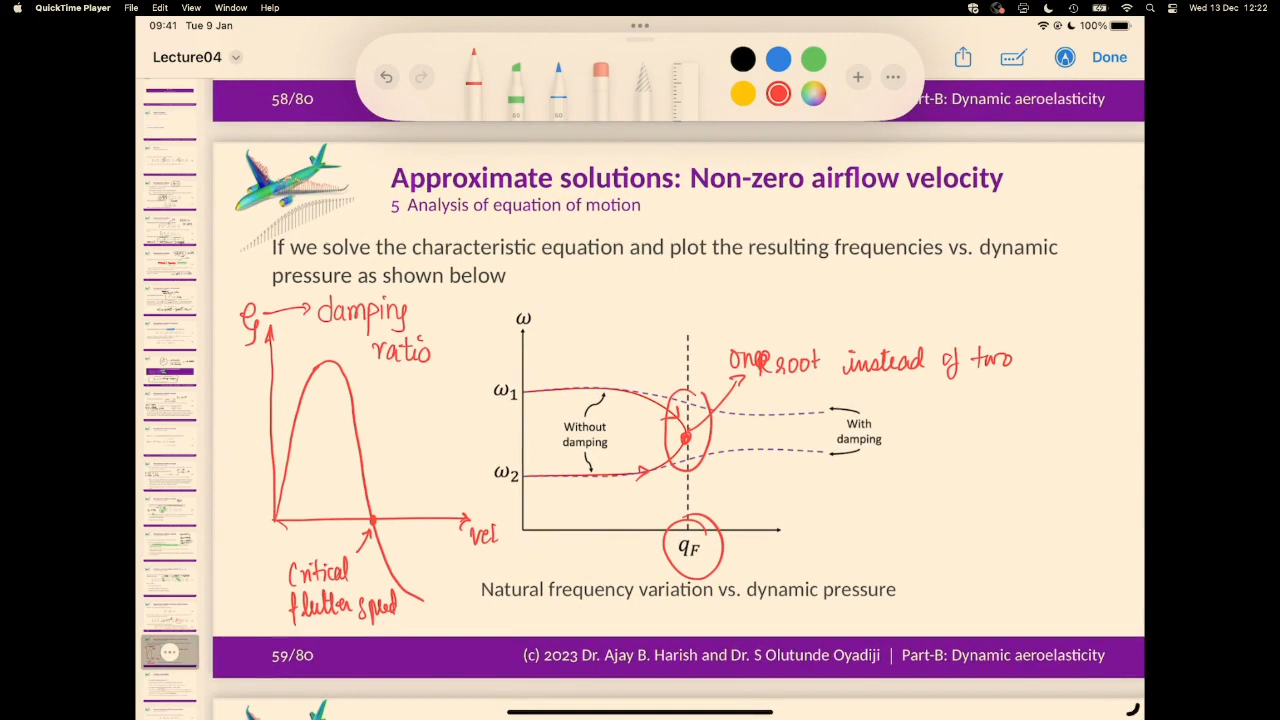 QuickTime Player File Edit View Window Help Wed 13 Dec 12:22
09:41 Tue 9 Jan 100%
Lecture04 Done
50 50
58/80 rt-B: Dynamic aeroelasticity
Approximate solutions: Non-zero airflow velocity
5 Analysis of equation of motion
If we solve the characteristic equation and plot the resulting frequencies vs. dynamic
pressure as shown below
damping
ratio
vel
Critical
flutter speed
ω
ω1
ω2
Without
damping
With
damping
one root instead of two
qF
Natural frequency variation vs. dynamic pressure
59/80 (c) 2023 Dr. Ajay B. Harish and Dr. S Olutunde Oyadiji | Part-B: Dynamic aeroelasticity